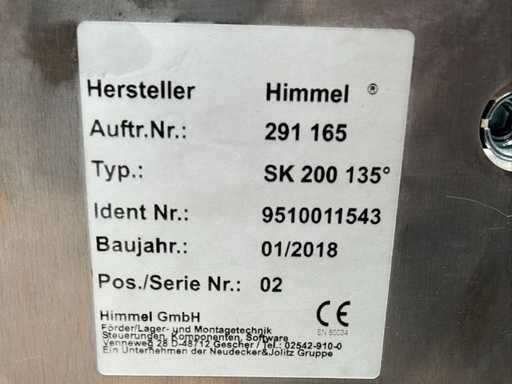 Hersteller Himmel ®
Auftr.Nr.: 291 165
Typ.: SK 200 135°
Ident Nr.: 9510011543
Baujahr.: 01/2018
Pos./Serie Nr.: 02
Himmel GmbH
Förder/Lager- und Montagetechnik
Steuerungen, Komponenten, Software
Venneweg 28 D-48712 Gescher / Tel.: 02542-910-0
Ein Unternehmen der Neudecker&Jolitz Gruppe
CE
EN 60034